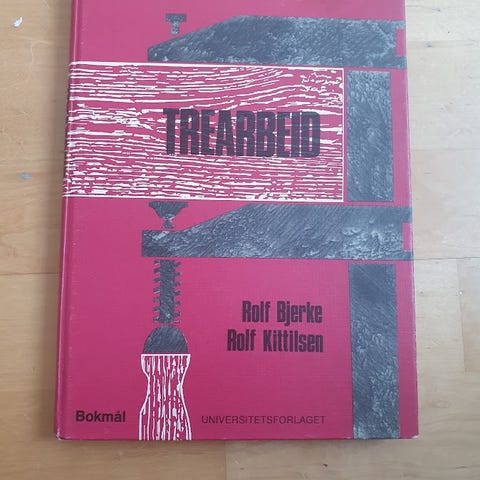 TREARBEID
Rolf Bjerke
Rolf Kittilsen
Bokmål
UNIVERSITETSFORLAGET